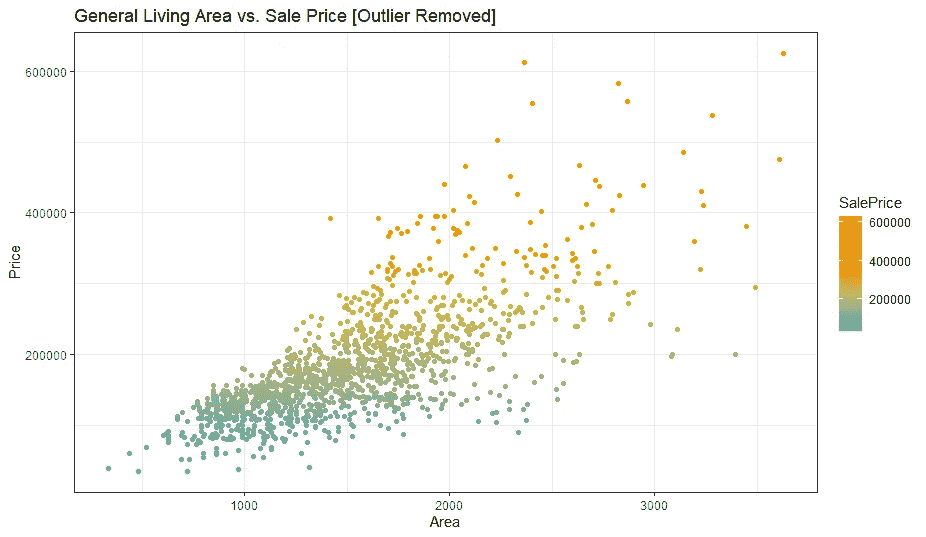 General Living Area vs. Sale Price [Outlier Removed]
600000
400000
200000
Price
1000
2000
3000
Area
SalePrice
600000
400000
200000